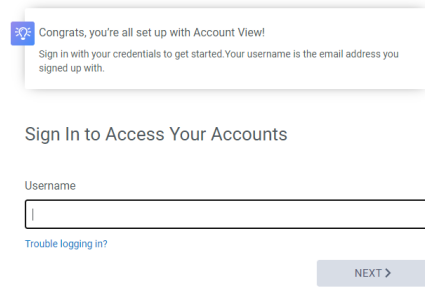 Congrats, you're all set up with Account View!
Sign in with your credentials to get started.Your username is the email address you
signed up with.
Sign In to Access Your Accounts
Username
Trouble logging in?
NEXT